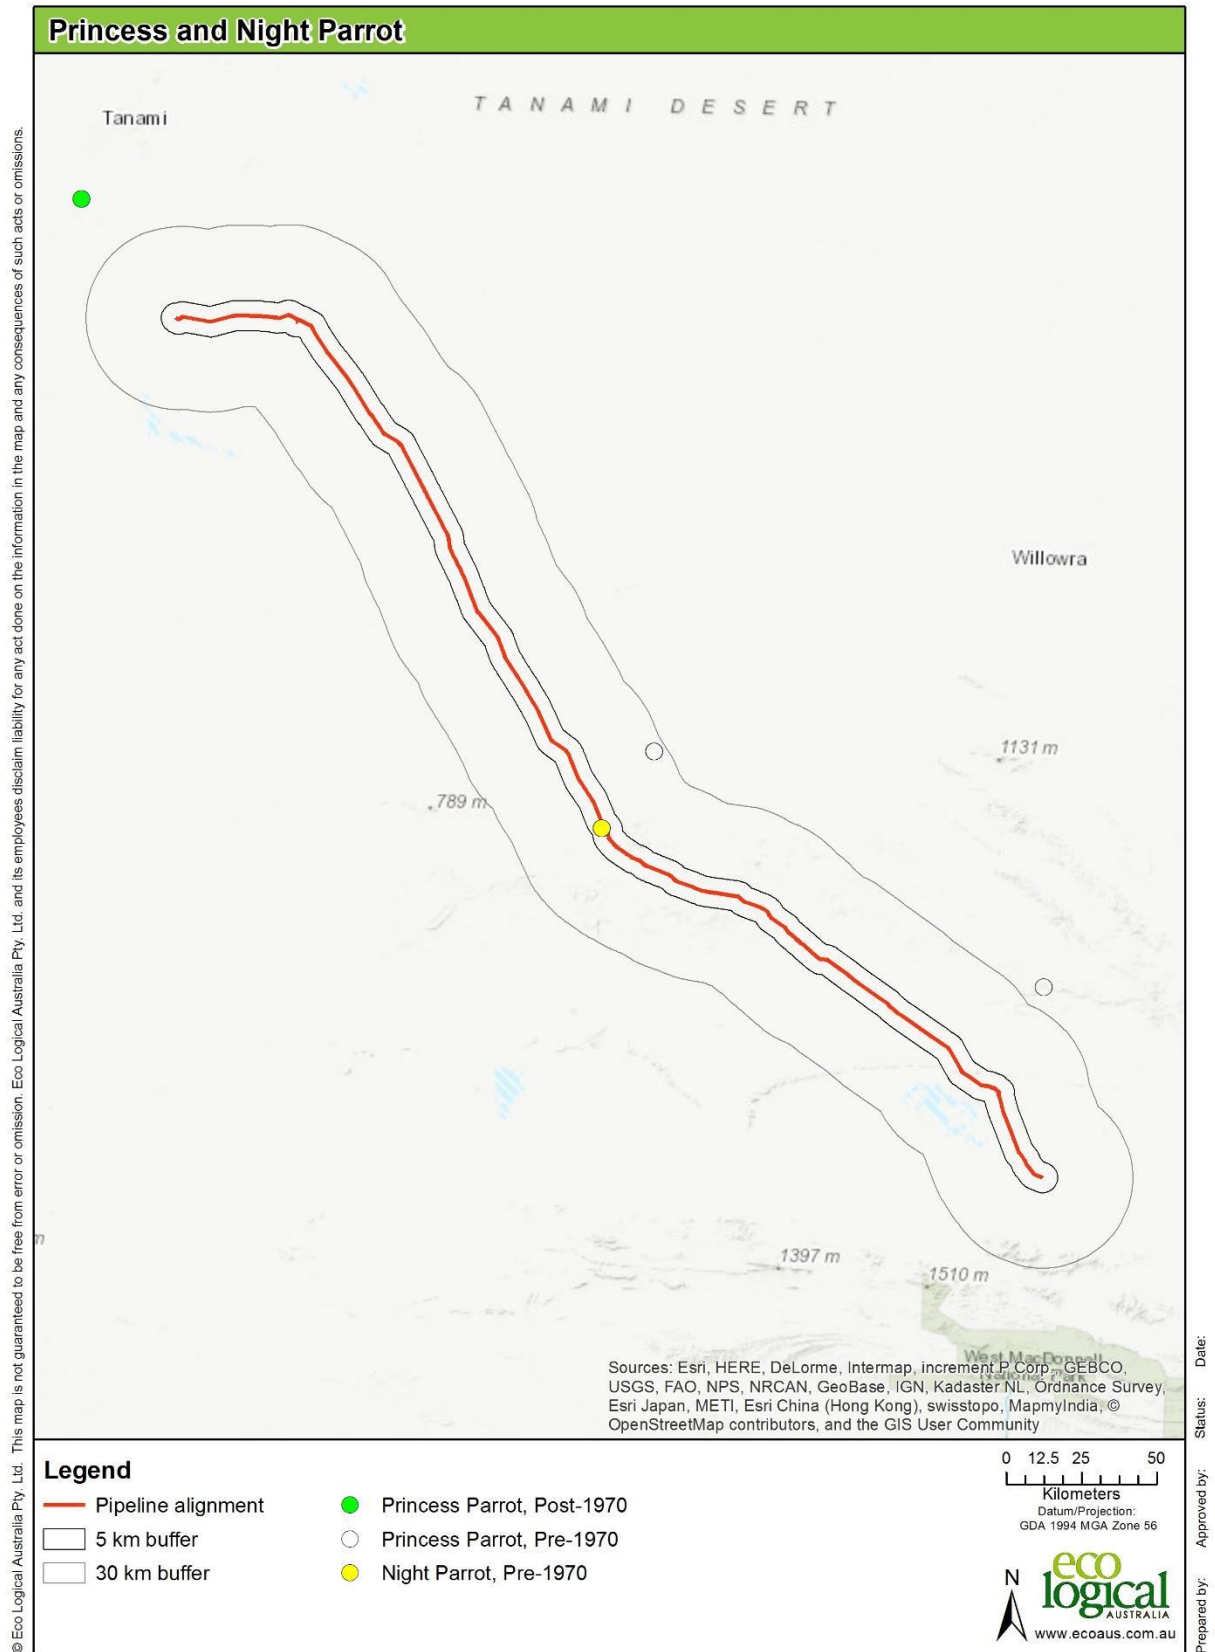 Princess and Night Parrot
TANAMI DESERT
Tanami
Willowra
1131 m
789 m
m
1397 m
1510 m
West MacDonnell
National Park
Sources: Esri, HERE, DeLorme, Intermap, increment P Corp., GEBCO,
USGS, FAO, NPS, NRCAN, GeoBase, IGN, Kadaster NL, Ordnance Survey,
Esri Japan, METI, Esri China (Hong Kong), swisstopo, MapmyIndia, ©
OpenStreetMap contributors, and the GIS User Community
Legend
Pipeline alignment
5 km buffer
30 km buffer
Princess Parrot, Post-1970
Princess Parrot, Pre-1970
Night Parrot, Pre-1970
0 12.5 25 50
Kilometers
Datum/Projection:
GDA 1994 MGA Zone 56
N
eco
logical
AUSTRALIA
www.ecoaus.com.au
© Eco Logical Australia Pty. Ltd. This map is not guaranteed to be free from error or omission. Eco Logical Australia Pty. Ltd. and its employees disclaim liability for any act done on the information in the map and any consequences of such acts or omissions.
Prepared by: Approved by: Status: Date: